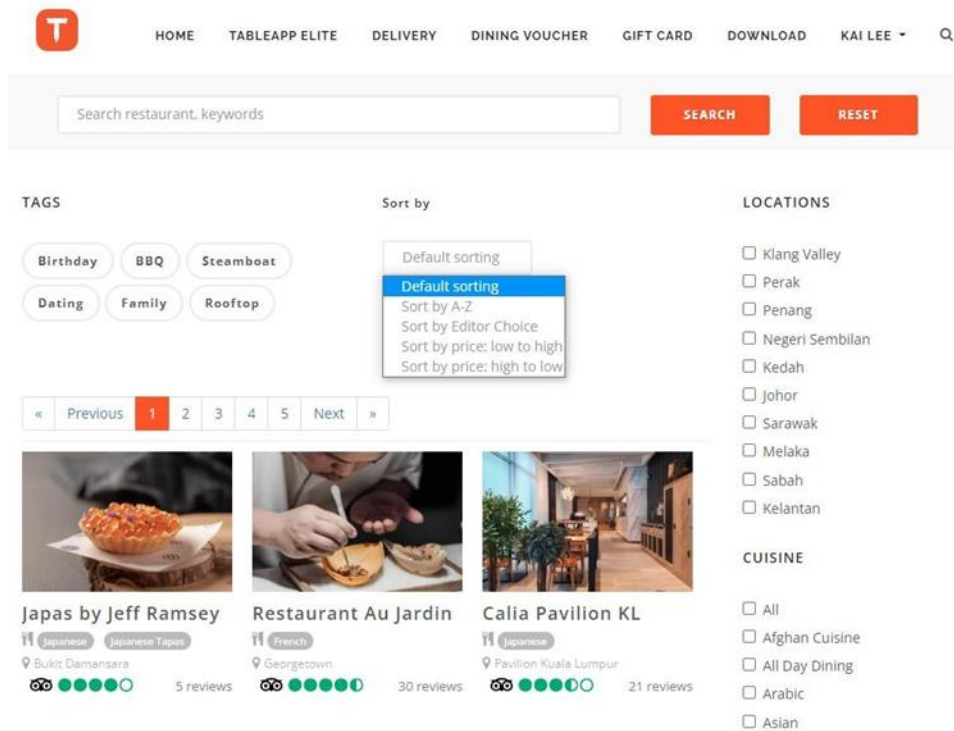 T
HOME TABLEAPP ELITE DELIVERY DINING VOUCHER GIFT CARD DOWNLOAD KAI LEE
Search restaurant, keywords SEARCH RESET
TAGS
Birthday BBQ Steamboat
Dating Family Rooftop
Sort by
Default sorting
Default sorting
Sort by A-Z
Sort by Editor Choice
Sort by price: low to high
Sort by price: high to low
« Previous 1 2 3 4 5 Next »
Japas by Jeff Ramsey
Japanese Japanese Tapas
Bukit Damansara
5 reviews
Restaurant Au Jardin
French
Georgetown
30 reviews
Calia Pavilion KL
Japanese
Pavilion Kuala Lumpur
21 reviews
LOCATIONS
Klang Valley
Perak
Penang
Negeri Sembilan
Kedah
Johor
Sarawak
Melaka
Sabah
Kelantan
CUISINE
All
Afghan Cuisine
All Day Dining
Arabic
Asian